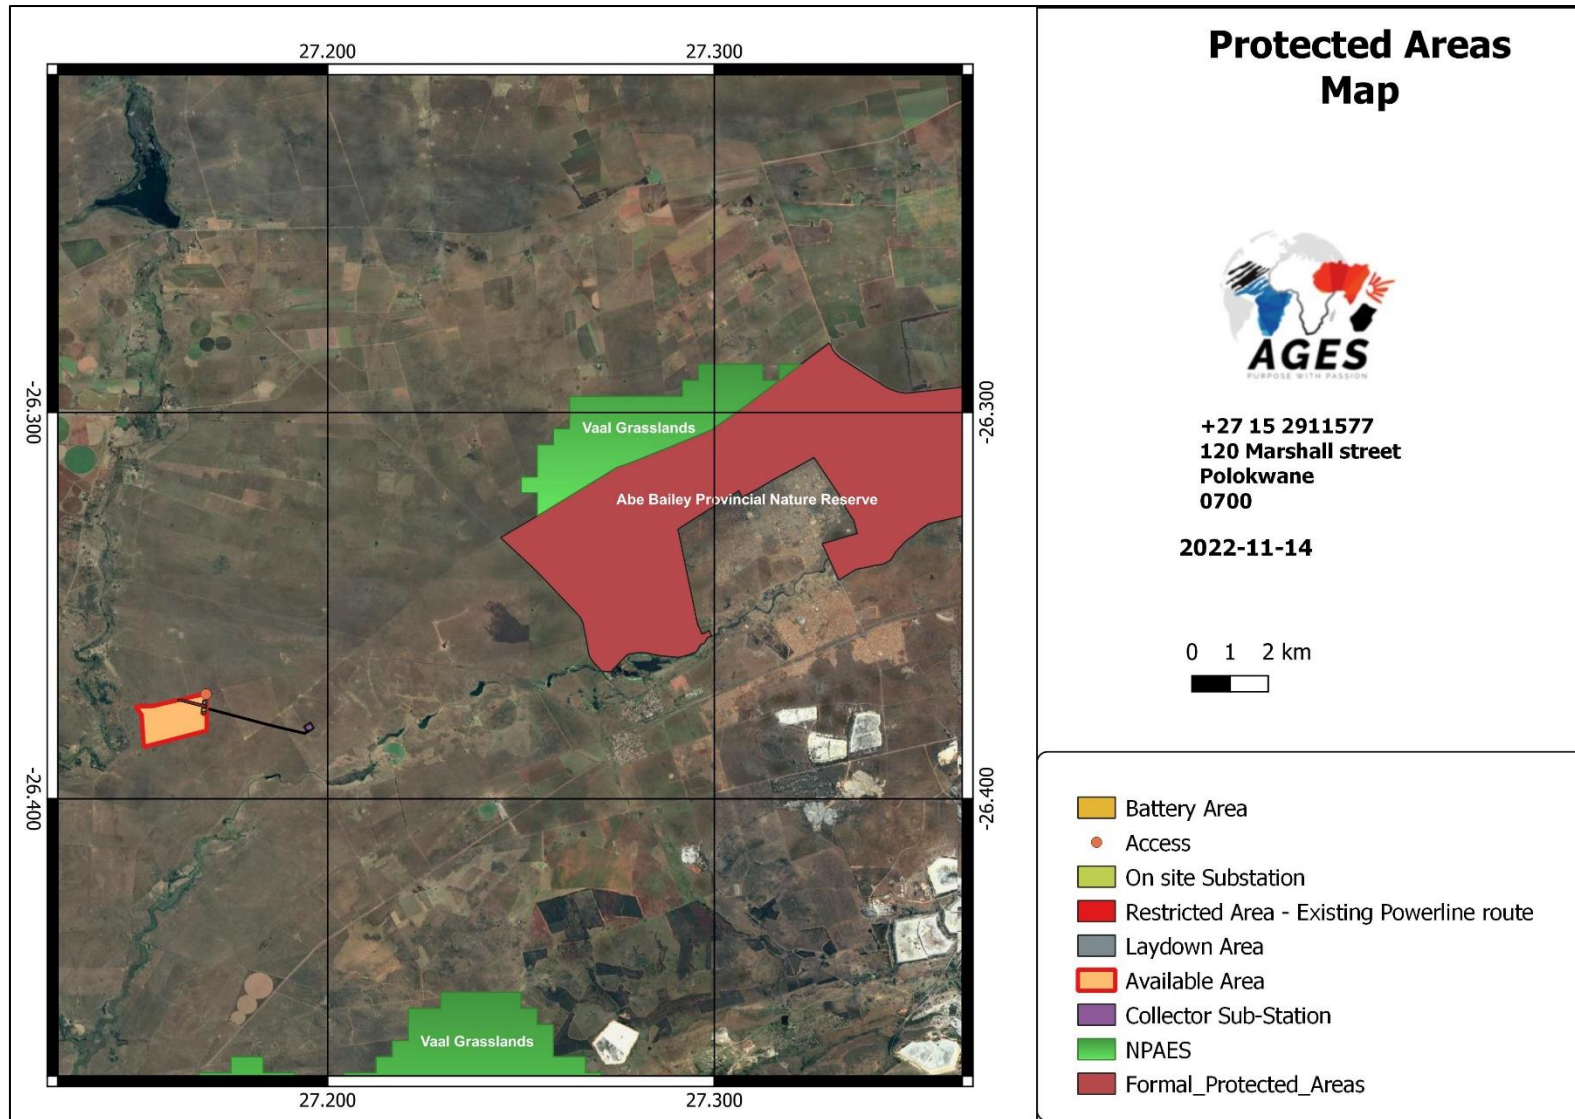 Protected Areas
Map
27.200
27.300
-26.300
-26.300
-26.400
-26.400
27.200
27.300
Vaal Grasslands
Abe Bailey Provincial Nature Reserve
Vaal Grasslands
AGES
PURPOSE WITH PASSION
+27 15 2911577
120 Marshall street
Polokwane
0700
2022-11-14
0 1 2 km
Battery Area
Access
On site Substation
Restricted Area - Existing Powerline route
Laydown Area
Available Area
Collector Sub-Station
NPAES
Formal_Protected_Areas